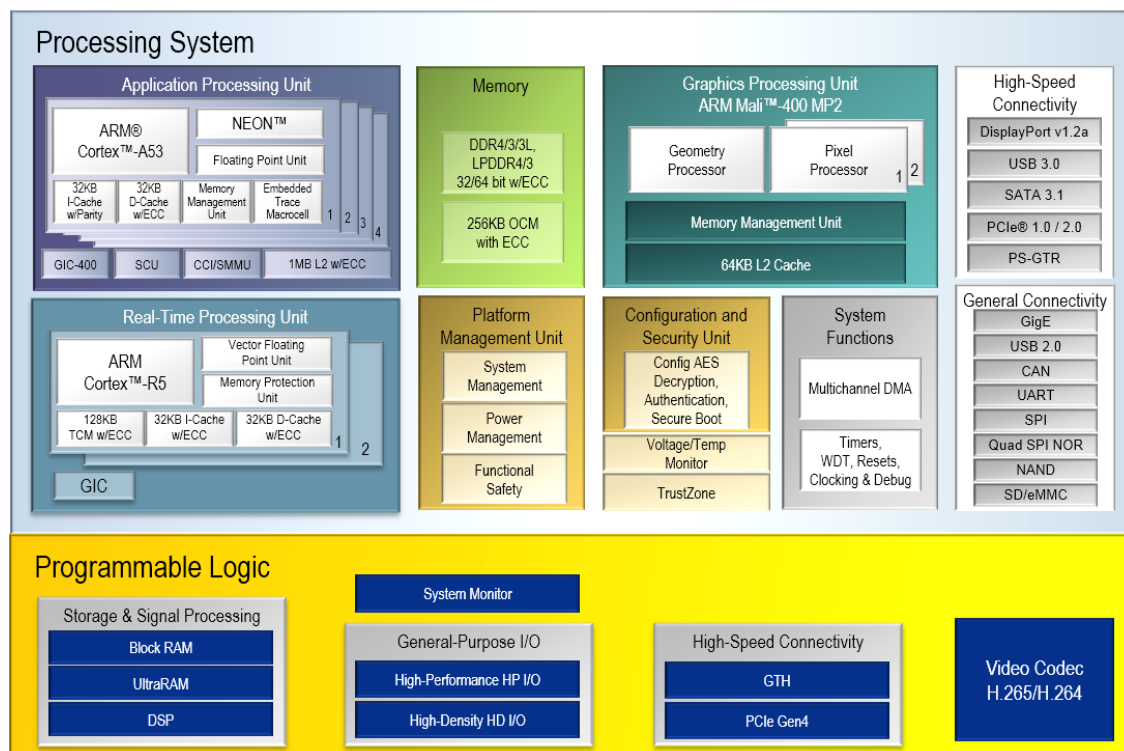 Processing System
Application Processing Unit
ARM®
Cortex™-A53
NEON™
Floating Point Unit
32KB
I-Cache
w/Parity
32KB
D-Cache
w/ECC
Memory
Management
Unit
Embedded
Trace
Macrocell
1
2
3
4
GIC-400
SCU
CCI/SMMU
1MB L2 w/ECC
Memory
DDR4/3/3L,
LPDDR4/3
32/64 bit w/ECC
256KB OCM
with ECC
Graphics Processing Unit
ARM Mali™-400 MP2
Geometry
Processor
Pixel
Processor
1
2
Memory Management Unit
64KB L2 Cache
High-Speed
Connectivity
DisplayPort v1.2a
USB 3.0
SATA 3.1
PCIe® 1.0 / 2.0
PS-GTR
Real-Time Processing Unit
ARM
Cortex™-R5
Vector Floating
Point Unit
Memory Protection
Unit
128KB
TCM w/ECC
32KB I-Cache
w/ECC
32KB D-Cache
w/ECC
1
2
GIC
Platform
Management Unit
System
Management
Power
Management
Functional
Safety
Configuration and
Security Unit
Config AES
Decryption,
Authentication,
Secure Boot
Voltage/Temp
Monitor
TrustZone
System
Functions
Multichannel DMA
Timers,
WDT, Resets,
Clocking & Debug
General Connectivity
GigE
USB 2.0
CAN
UART
SPI
Quad SPI NOR
NAND
SD/eMMC
Programmable Logic
Storage & Signal Processing
Block RAM
UltraRAM
DSP
System Monitor
General-Purpose I/O
High-Performance HP I/O
High-Density HD I/O
High-Speed Connectivity
GTH
PCIe Gen4
Video Codec
H.265/H.264